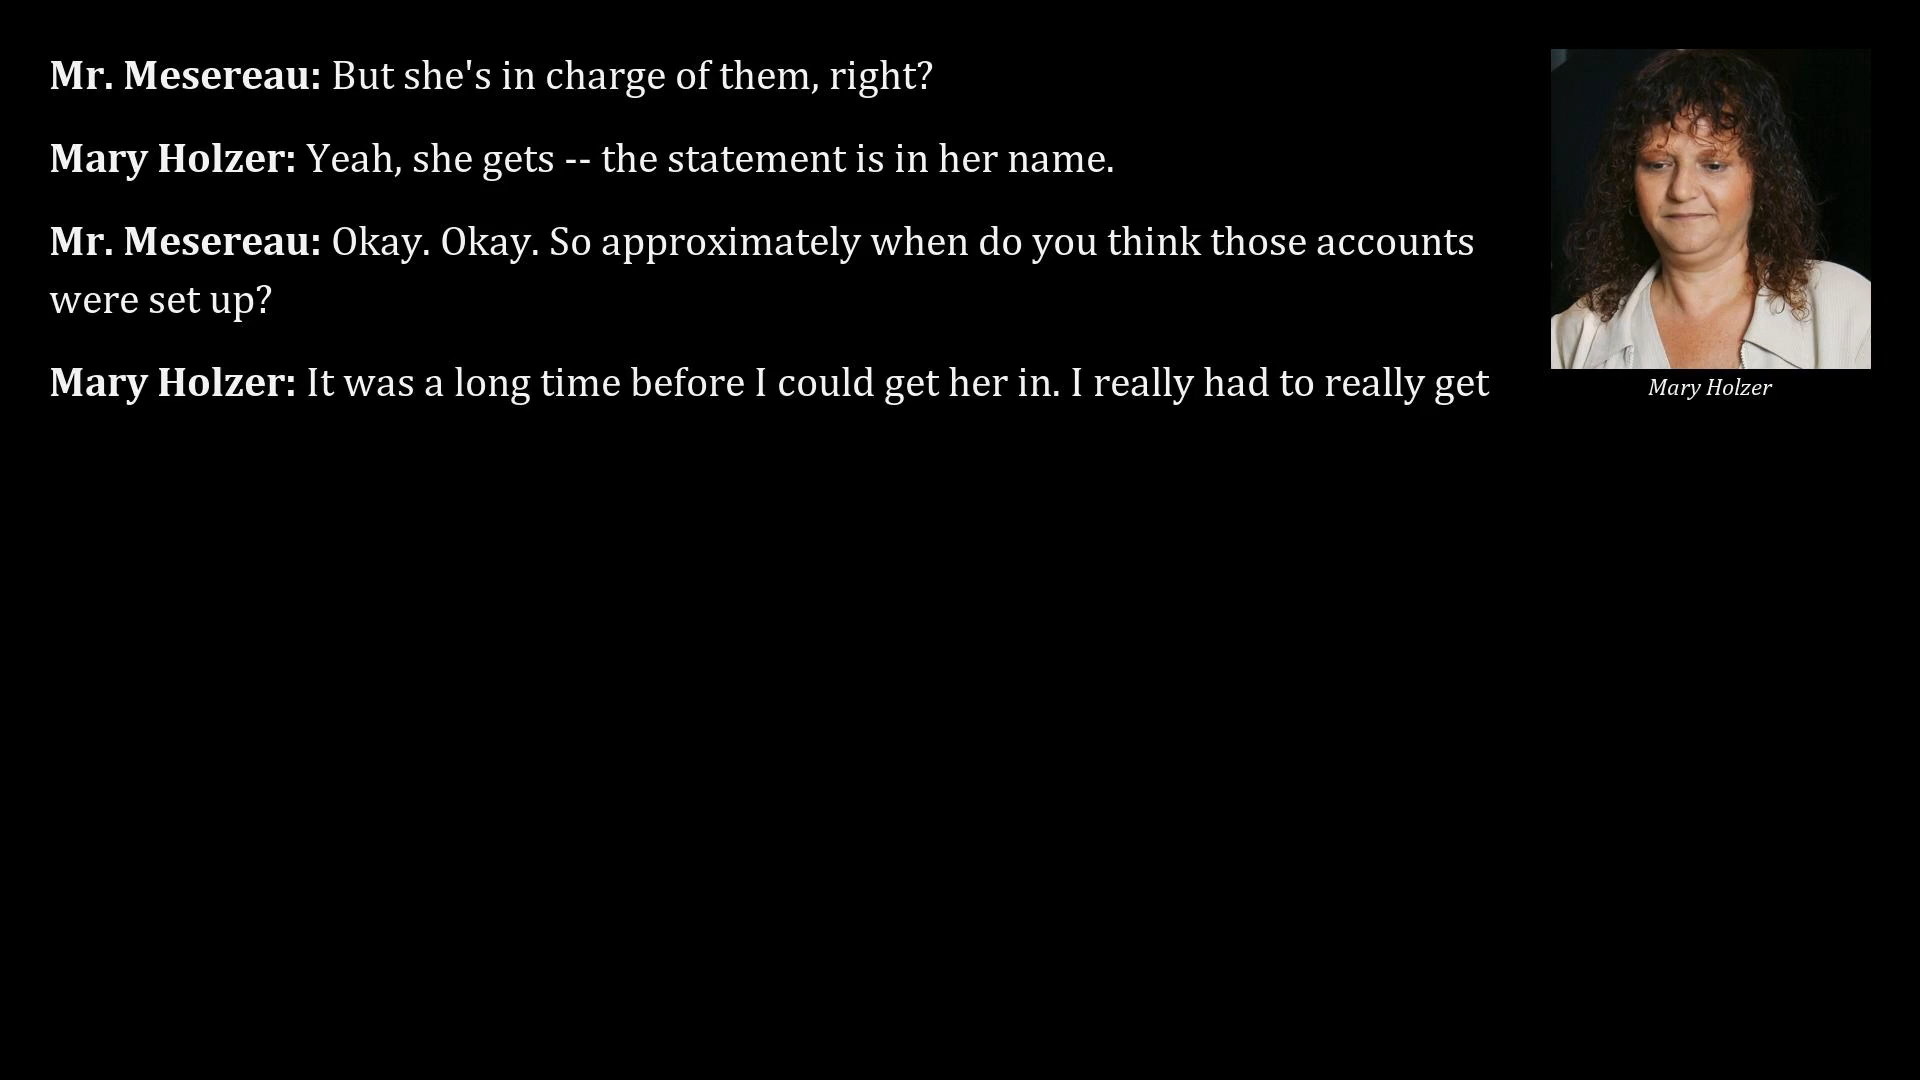 Mr. Mesereau: But she's in charge of them, right?
Mary Holzer: Yeah, she gets -- the statement is in her name.
Mr. Mesereau: Okay. Okay. So approximately when do you think those accounts
were set up?
Mary Holzer: It was a long time before I could get her in. I really had to really get
Mary Holzer